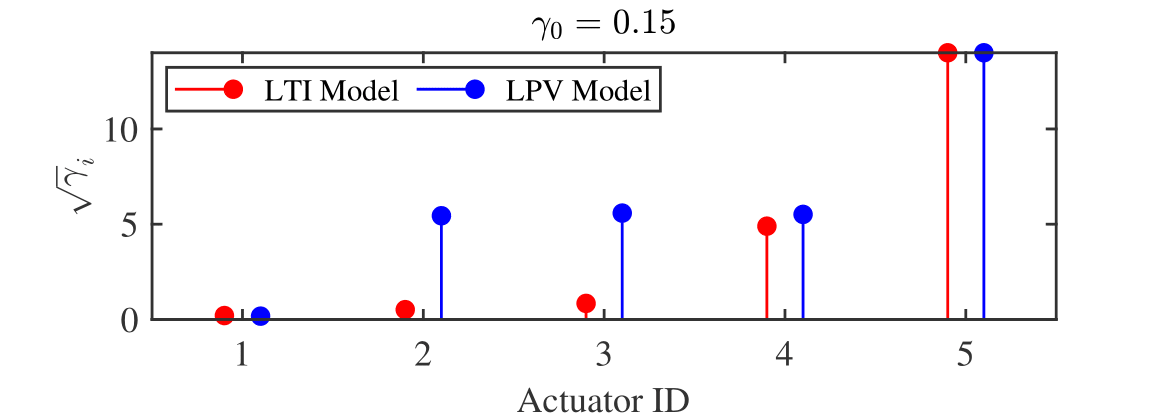 γ₀ = 0.15
LTI Model LPV Model
10
5
0
√γᵢ
1 2 3 4 5
Actuator ID